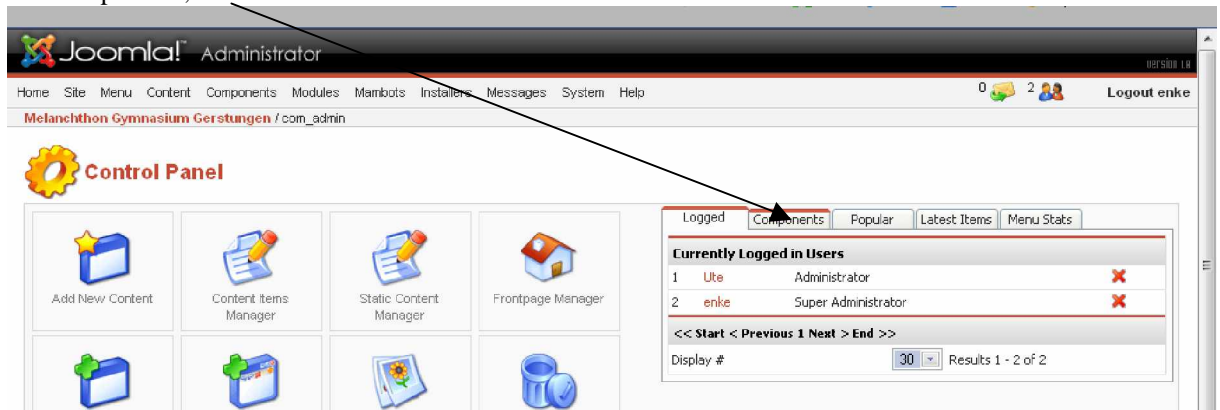 Joomla! Administrator
version 1.0
Home Site Menu Content Components Modules Mambots Installers Messages System Help 0 2 Logout enke
Melanchthon Gymnasium Gerstungen / com_admin
Control Panel
Logged Components Popular Latest Items Menu Stats
Currently Logged in Users
1 Ute Administrator
2 enke Super Administrator
<< Start < Previous 1 Next > End >>
Display # 30 Results 1 - 2 of 2
Add New Content
Content Items Manager
Static Content Manager
Frontpage Manager